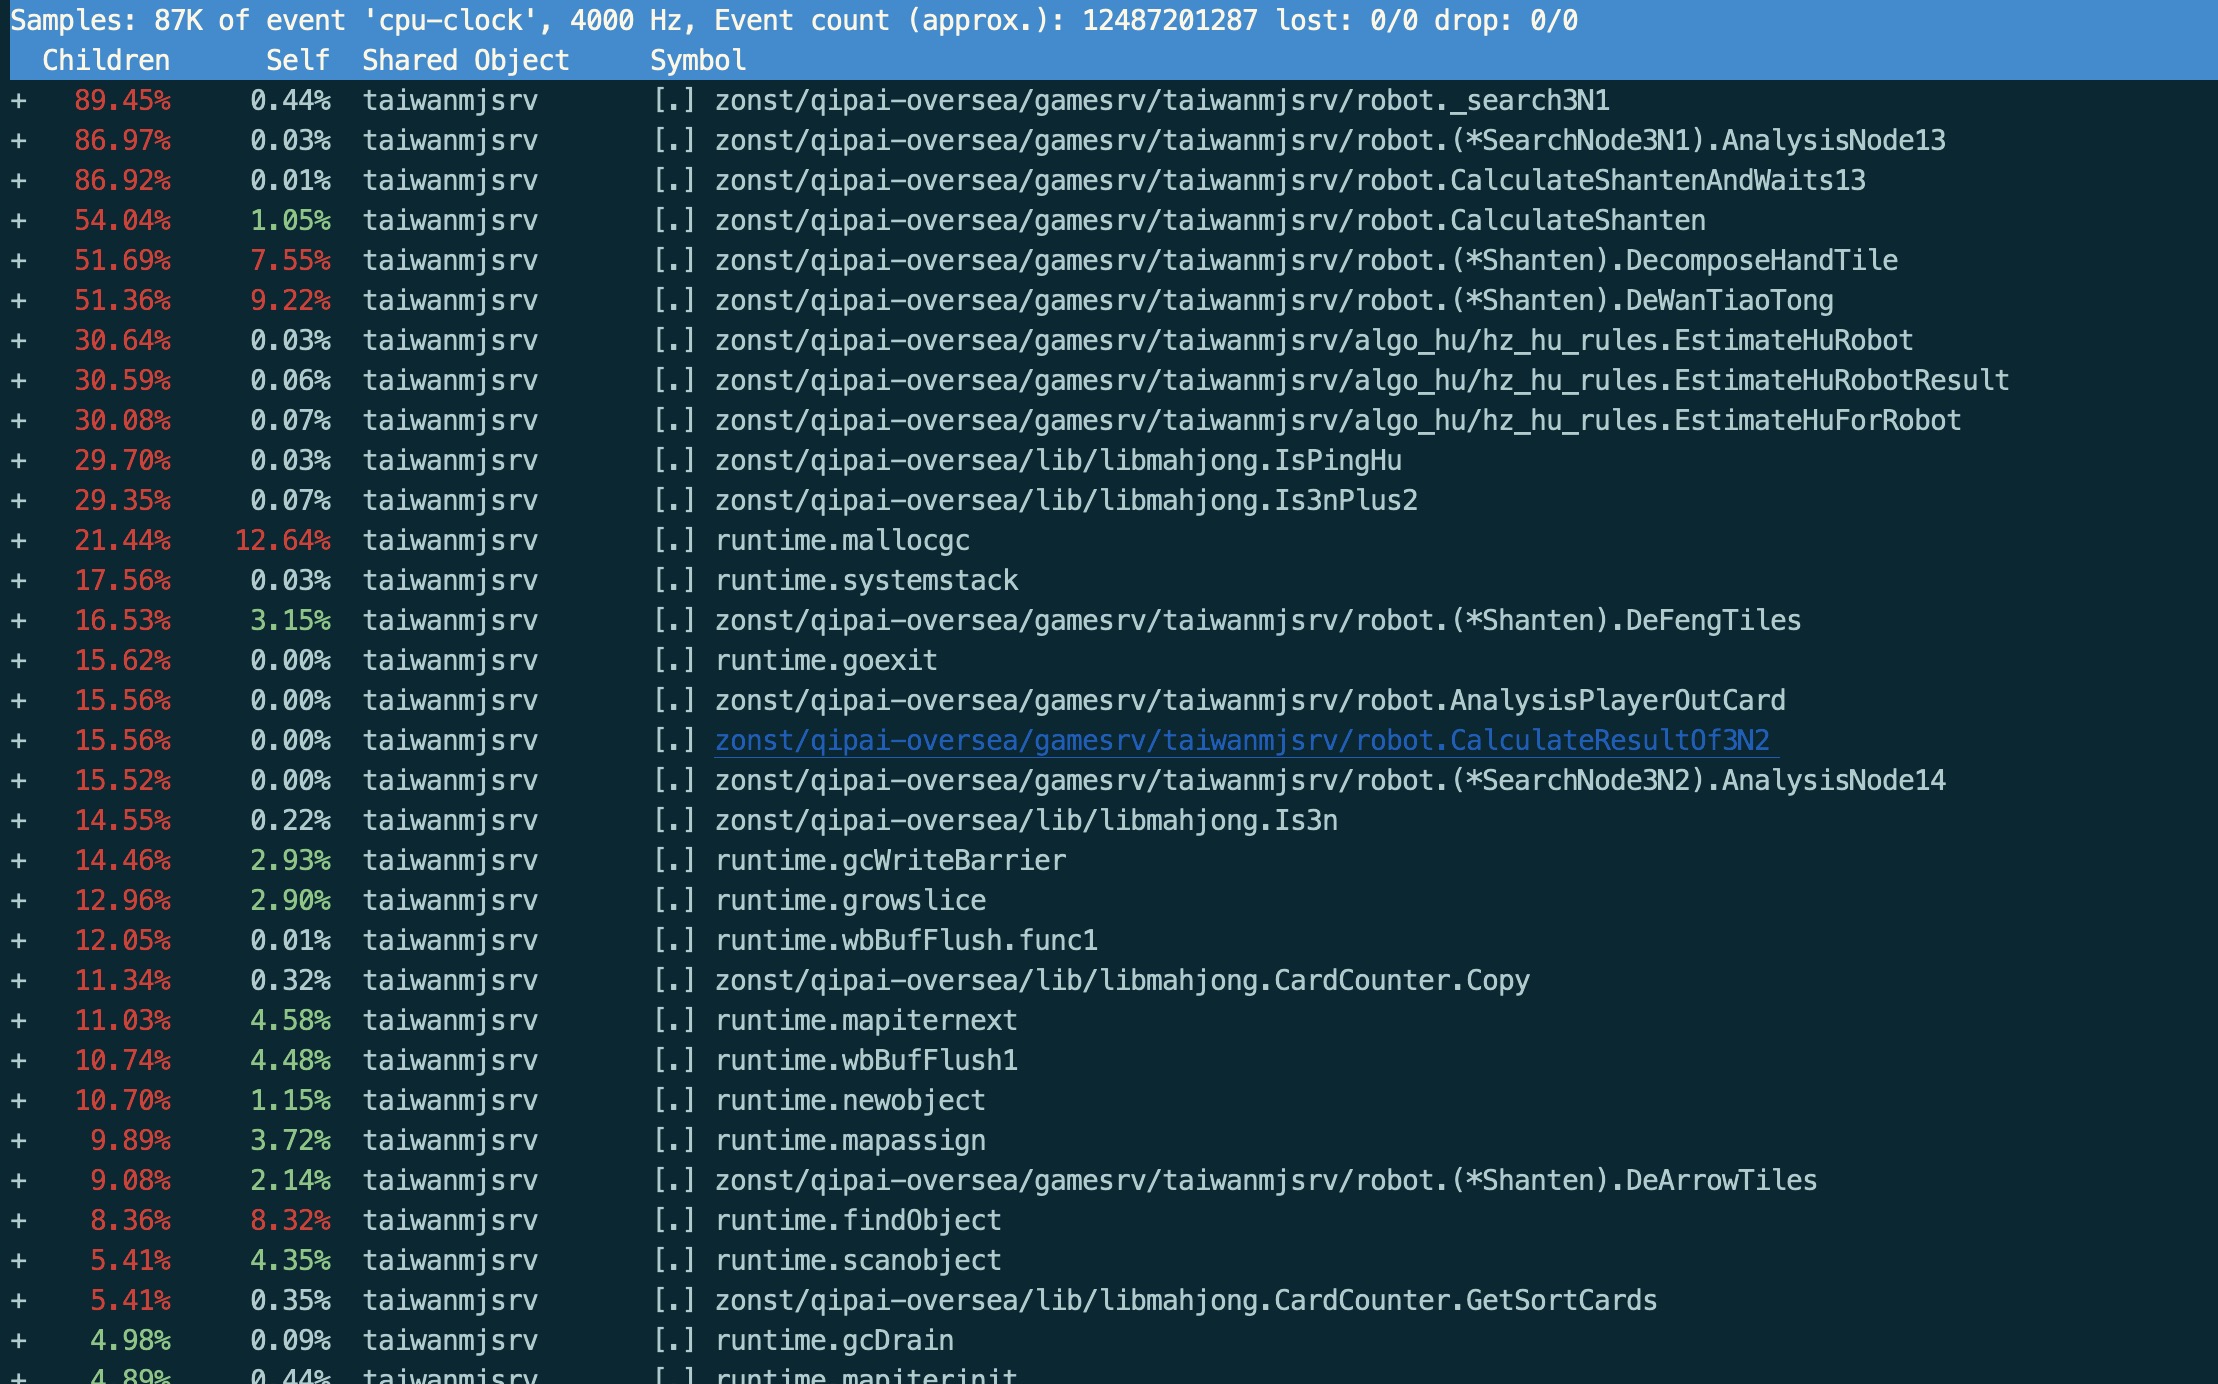 Samples: 87K of event 'cpu-clock', 4000 Hz, Event count (approx.): 12487201287 lost: 0/0 drop: 0/0
Children Self Shared Object Symbol
+ 89.45% 0.44% taiwanmjsrv [.] zonst/qipai-oversea/gamesrv/taiwanmjsrv/robot._search3N1
+ 86.97% 0.03% taiwanmjsrv [.] zonst/qipai-oversea/gamesrv/taiwanmjsrv/robot.(*SearchNode3N1).AnalysisNode13
+ 86.92% 0.01% taiwanmjsrv [.] zonst/qipai-oversea/gamesrv/taiwanmjsrv/robot.CalculateShantenAndWaits13
+ 54.04% 1.05% taiwanmjsrv [.] zonst/qipai-oversea/gamesrv/taiwanmjsrv/robot.CalculateShanten
+ 51.69% 7.55% taiwanmjsrv [.] zonst/qipai-oversea/gamesrv/taiwanmjsrv/robot.(*Shanten).DecomposeHandTile
+ 51.36% 9.22% taiwanmjsrv [.] zonst/qipai-oversea/gamesrv/taiwanmjsrv/robot.(*Shanten).DeWanTiaoTong
+ 30.64% 0.03% taiwanmjsrv [.] zonst/qipai-oversea/gamesrv/taiwanmjsrv/algo_hu/hz_hu_rules.EstimateHuRobot
+ 30.59% 0.06% taiwanmjsrv [.] zonst/qipai-oversea/gamesrv/taiwanmjsrv/algo_hu/hz_hu_rules.EstimateHuRobotResult
+ 30.08% 0.07% taiwanmjsrv [.] zonst/qipai-oversea/gamesrv/taiwanmjsrv/algo_hu/hz_hu_rules.EstimateHuForRobot
+ 29.70% 0.03% taiwanmjsrv [.] zonst/qipai-oversea/lib/libmahjong.IsPingHu
+ 29.35% 0.07% taiwanmjsrv [.] zonst/qipai-oversea/lib/libmahjong.Is3nPlus2
+ 21.44% 12.64% taiwanmjsrv [.] runtime.mallocgc
+ 17.56% 0.03% taiwanmjsrv [.] runtime.systemstack
+ 16.53% 3.15% taiwanmjsrv [.] zonst/qipai-oversea/gamesrv/taiwanmjsrv/robot.(*Shanten).DeFengTiles
+ 15.62% 0.00% taiwanmjsrv [.] runtime.goexit
+ 15.56% 0.00% taiwanmjsrv [.] zonst/qipai-oversea/gamesrv/taiwanmjsrv/robot.AnalysisPlayerOutCard
+ 15.56% 0.00% taiwanmjsrv [.] zonst/qipai-oversea/gamesrv/taiwanmjsrv/robot.CalculateResultOf3N2
+ 15.52% 0.00% taiwanmjsrv [.] zonst/qipai-oversea/gamesrv/taiwanmjsrv/robot.(*SearchNode3N2).AnalysisNode14
+ 14.55% 0.22% taiwanmjsrv [.] zonst/qipai-oversea/lib/libmahjong.Is3n
+ 14.46% 2.93% taiwanmjsrv [.] runtime.gcWriteBarrier
+ 12.96% 2.90% taiwanmjsrv [.] runtime.growslice
+ 12.05% 0.01% taiwanmjsrv [.] runtime.wbBufFlush.func1
+ 11.34% 0.32% taiwanmjsrv [.] zonst/qipai-oversea/lib/libmahjong.CardCounter.Copy
+ 11.03% 4.58% taiwanmjsrv [.] runtime.mapiternext
+ 10.74% 4.48% taiwanmjsrv [.] runtime.wbBufFlush1
+ 10.70% 1.15% taiwanmjsrv [.] runtime.newobject
+ 9.89% 3.72% taiwanmjsrv [.] runtime.mapassign
+ 9.08% 2.14% taiwanmjsrv [.] zonst/qipai-oversea/gamesrv/taiwanmjsrv/robot.(*Shanten).DeArrowTiles
+ 8.36% 8.32% taiwanmjsrv [.] runtime.findObject
+ 5.41% 4.35% taiwanmjsrv [.] runtime.scanobject
+ 5.41% 0.35% taiwanmjsrv [.] zonst/qipai-oversea/lib/libmahjong.CardCounter.GetSortCards
+ 4.98% 0.09% taiwanmjsrv [.] runtime.gcDrain
+ 4.89% 0.44% taiwanmjsrv [.] runtime.mapiterinit